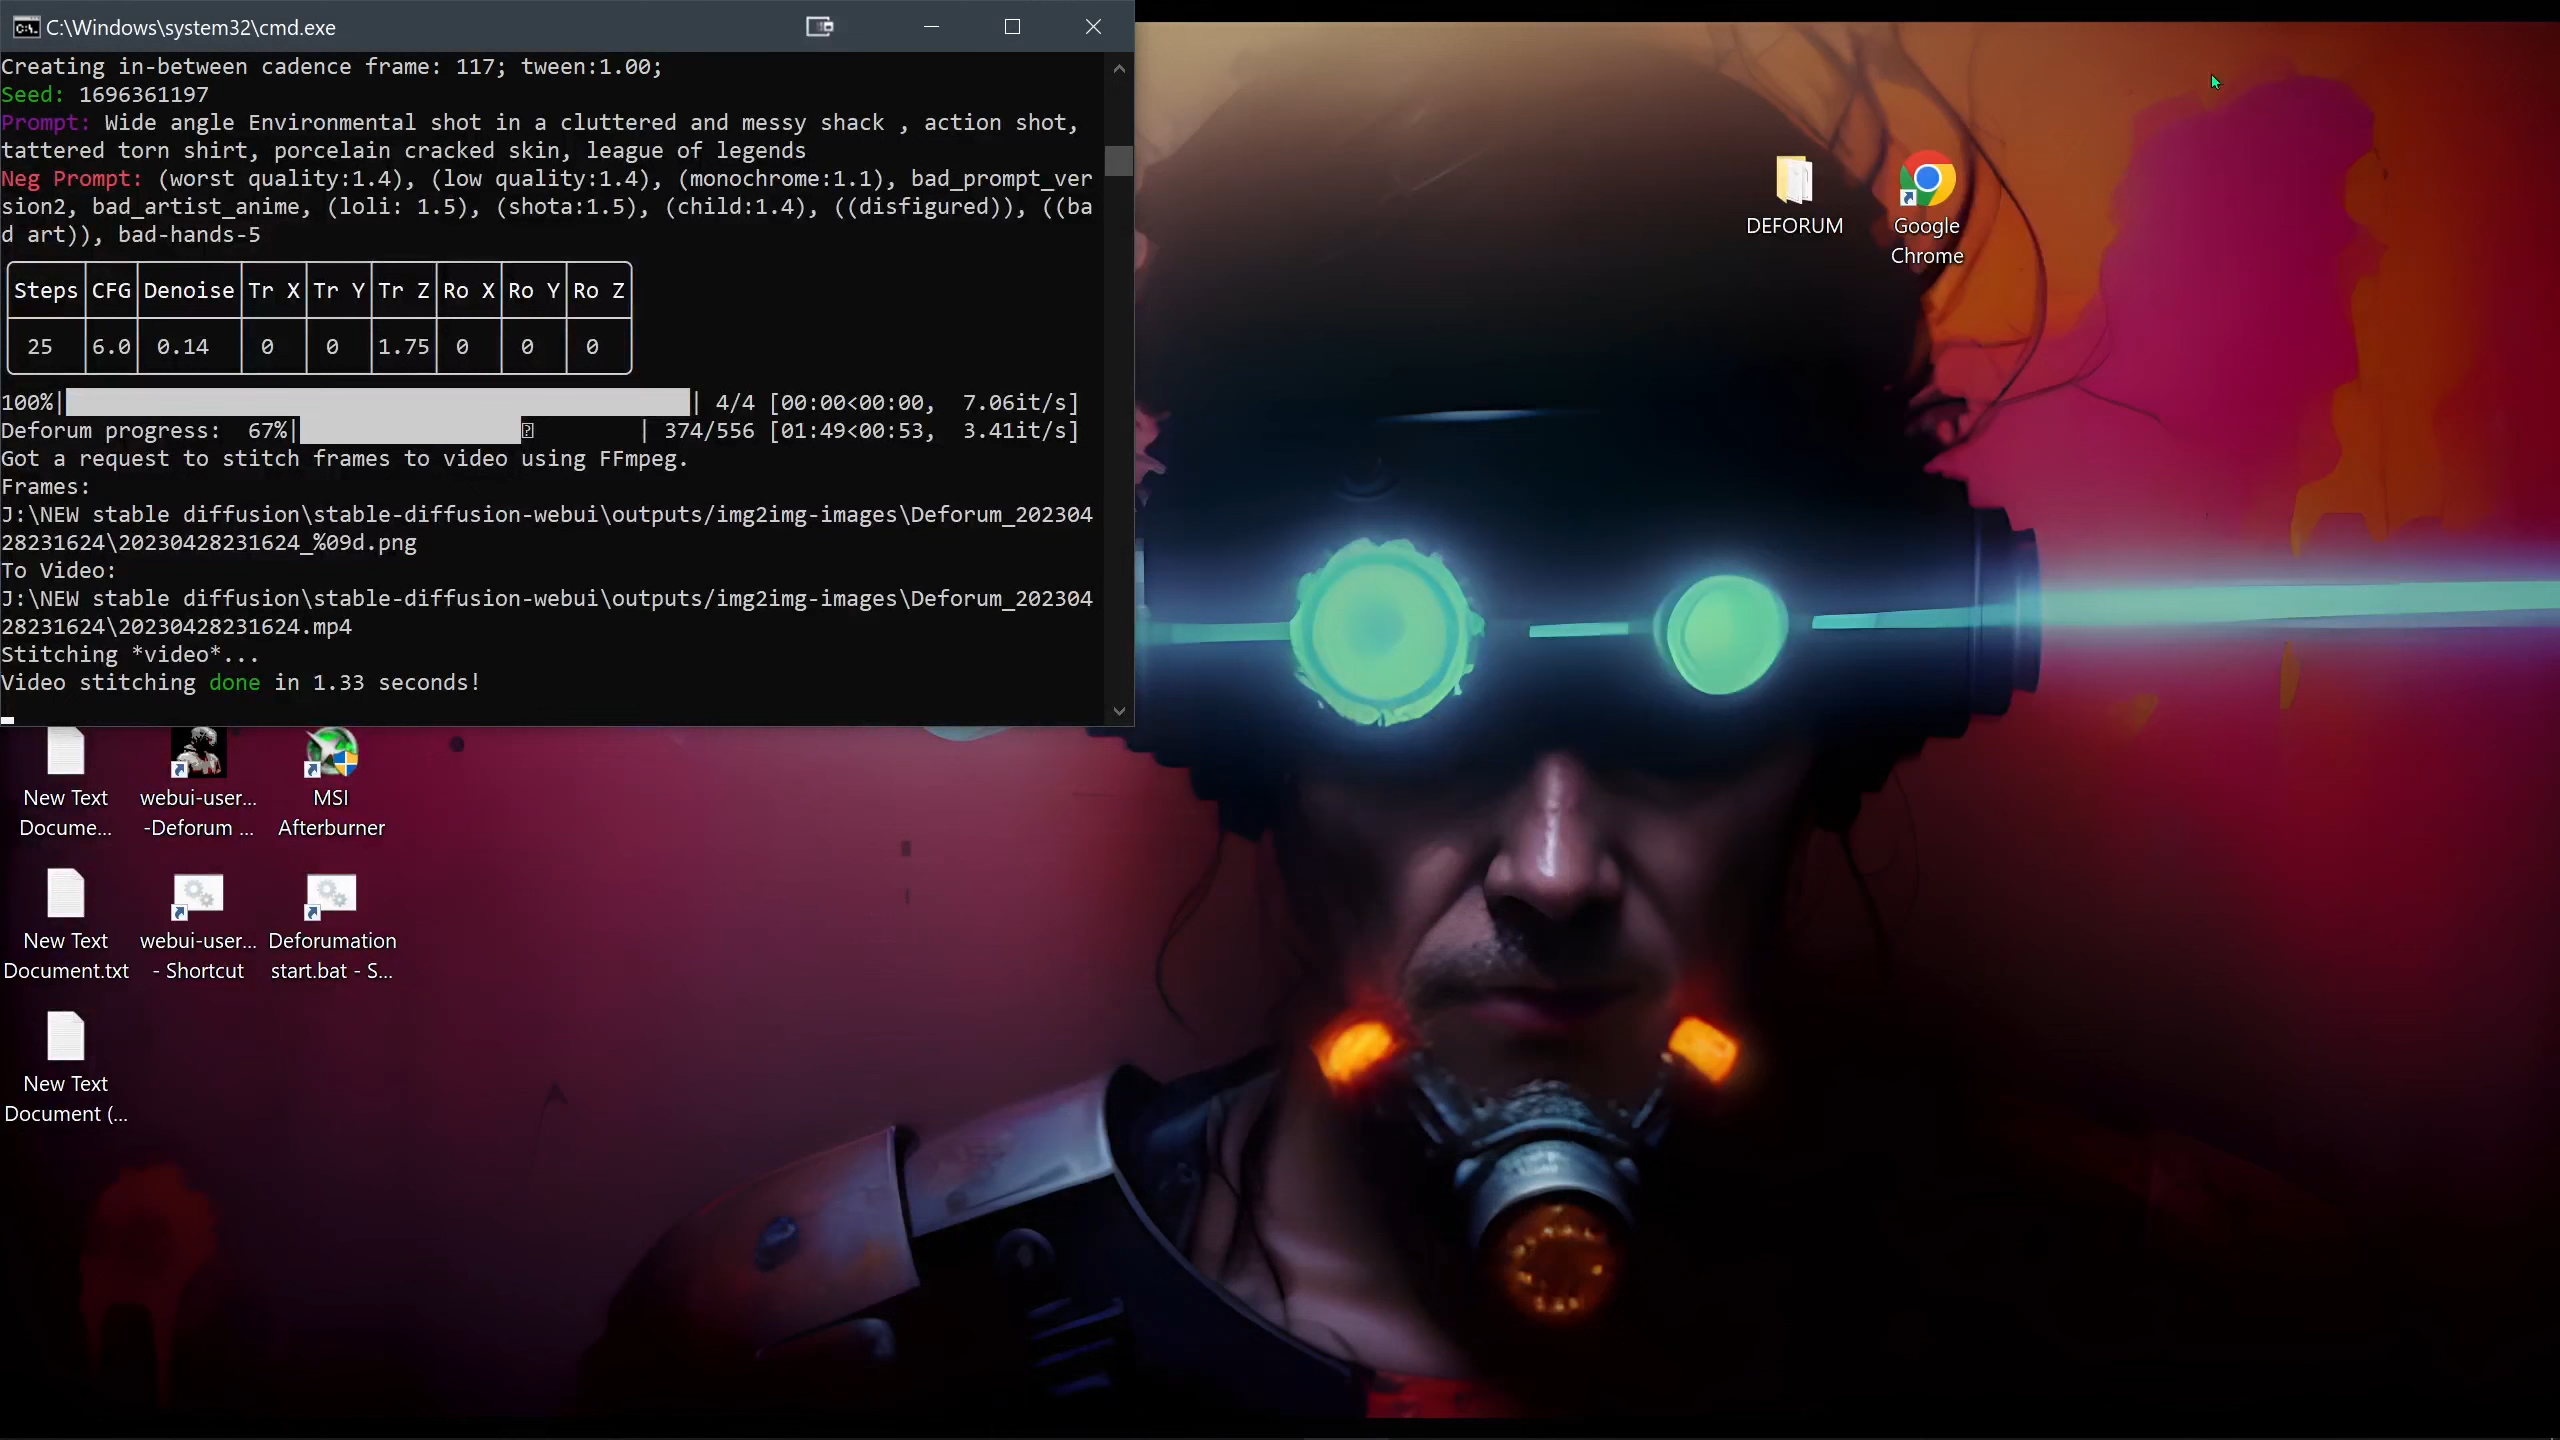 C:\Windows\system32\cmd.exe
Creating in-between cadence frame: 117; tween:1.00;
Seed: 1696361197
Prompt: Wide angle Environmental shot in a cluttered and messy shack , action shot,
tattered torn shirt, porcelain cracked skin, league of legends
Neg Prompt: (worst quality:1.4), (low quality:1.4), (monochrome:1.1), bad_prompt_ver
sion2, bad_artist_anime, (loli: 1.5), (shota:1.5), (child:1.4), ((disfigured)), ((ba
d art)), bad-hands-5
Steps CFG Denoise Tr X Tr Y Tr Z Ro X Ro Y Ro Z
25 6.0 0.14 0 0 1.75 0 0 0
100%| | 4/4 [00:00<00:00, 7.06it/s]
Deforum progress: 67%| | 374/556 [01:49<00:53, 3.41it/s]
Got a request to stitch frames to video using FFmpeg.
Frames:
J:\NEW stable diffusion\stable-diffusion-webui\outputs/img2img-images\Deforum_202304
28231624\20230428231624_%09d.png
To Video:
J:\NEW stable diffusion\stable-diffusion-webui\outputs/img2img-images\Deforum_202304
28231624\20230428231624.mp4
Stitching *video*...
Video stitching done in 1.33 seconds!
DEFORUM
Google
Chrome
New Text
Docume...
webui-user...
-Deforum ...
MSI
Afterburner
New Text
Document.txt
webui-user...
- Shortcut
Deforumation
start.bat - S...
New Text
Document (...